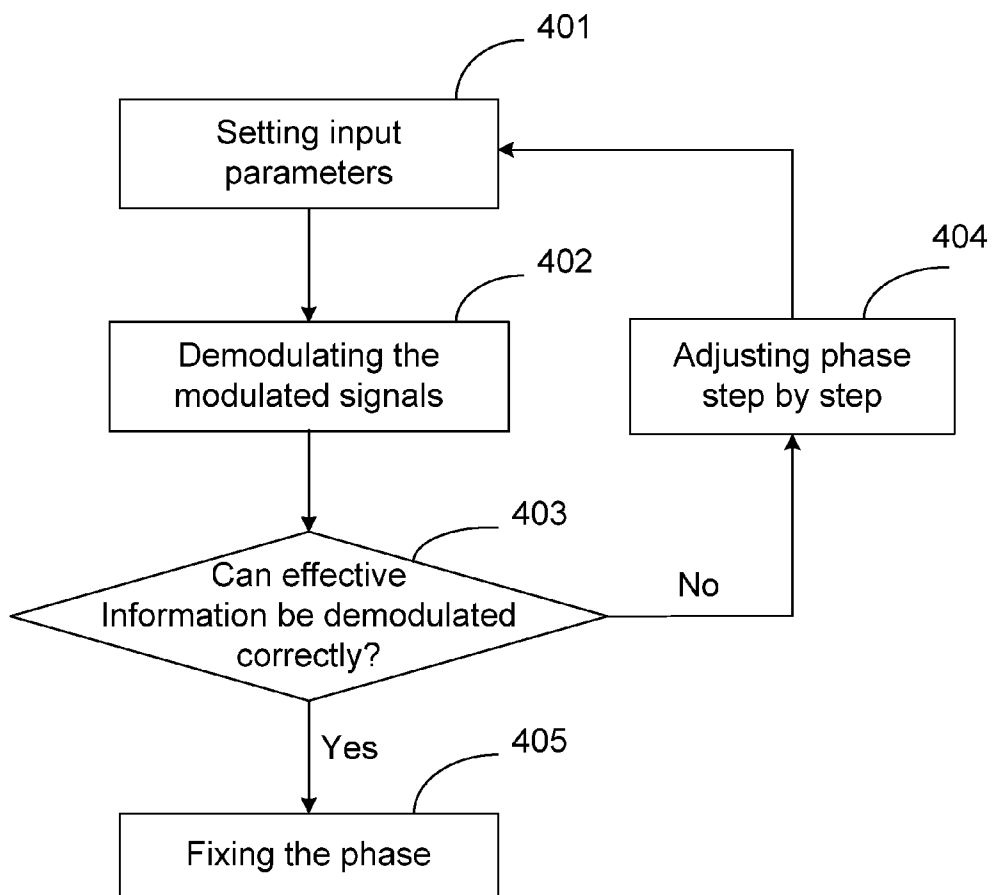 401
Setting input
parameters
402
Demodulating the
modulated signals
404
Adjusting phase
step by step
403
Can effective
Information be demodulated
correctly?
No
Yes
405
Fixing the phase